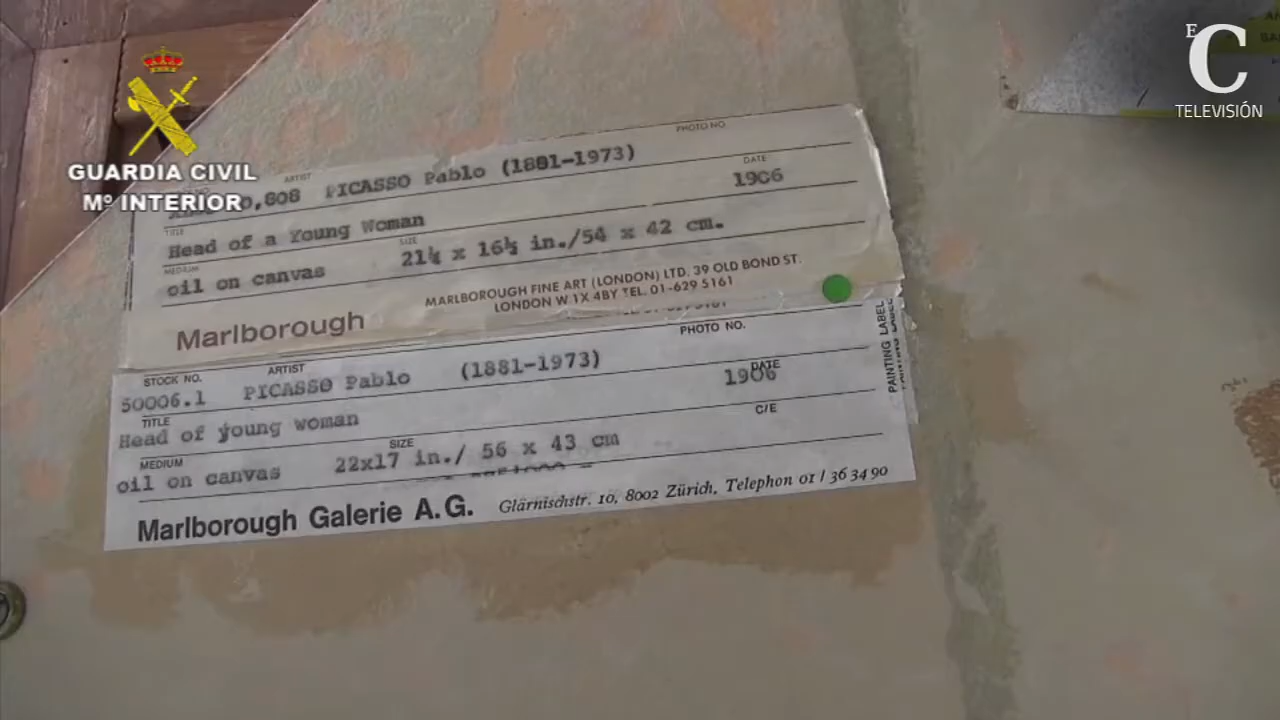 E
C
TELEVISIÓN
GUARDIA CIVIL
Mº INTERIOR
PHOTO NO.
ARTIST
DATE
0,808 PICASSO Pablo (1881-1973)
1906
TITLE
Head of a Young Woman
MEDIUM
SIZE
oil on canvas 21¼ x 16½ in./54 x 42 cm.
MARLBOROUGH FINE ART (LONDON) LTD. 39 OLD BOND ST.
LONDON W 1X 4BY TEL. 01-629 5161
Marlborough
PAINTING LABEL
STOCK NO.
ARTIST
PHOTO NO.
DATE
50006.1 PICASSO Pablo (1881-1973) 1906
TITLE
C/E
Head of young woman
MEDIUM
SIZE
oil on canvas 22x17 in./ 56 x 43 cm
Marlborough Galerie A.G. Glärnischstr. 10, 8002 Zürich, Telephon 01 / 36 34 90